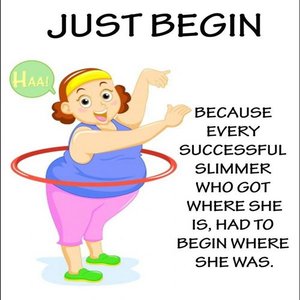 JUST BEGIN
HAA!
BECAUSE
EVERY
SUCCESSFUL
SLIMMER
WHO GOT
WHERE SHE
IS, HAD TO
BEGIN WHERE
SHE WAS.